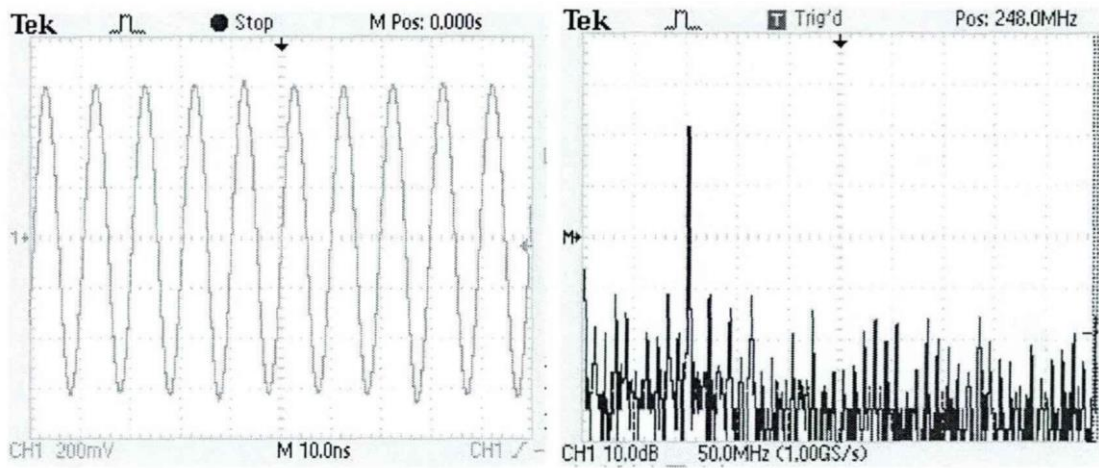 Tek Stop M Pos: 0.000s
1
CH1 200mV M 10.0ns CH1
Tek T Trig'd Pos: 248.0MHz
M
CH1 10.0dB 50.0MHz (1.00GS/s)